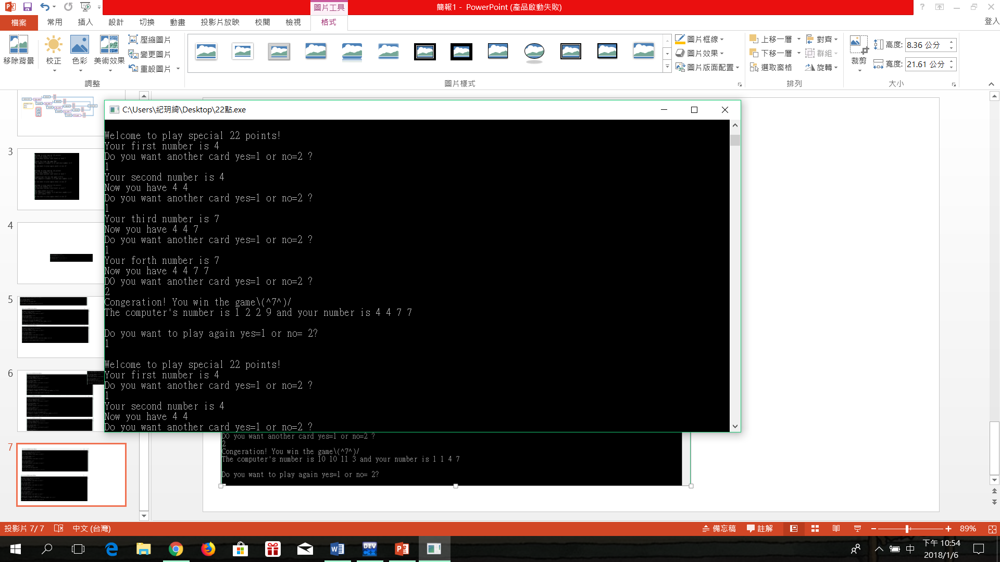 簡報1 - PowerPoint (產品啟動失敗)
圖片工具
檔案 常用 插入 設計 切換 動畫 投影片放映 校閱 檢視 格式 登入
移除背景 校正 色彩 美術效果
壓縮圖片
變更圖片
重設圖片
調整
圖片樣式
圖片框線
圖片效果
圖片版面配置
上移一層 對齊
下移一層 群組
選取窗格 旋轉
排列
裁剪
高度: 8.36 公分
寬度: 21.61 公分
大小
3
4
5
6
7
C:\Users\紀玥綺\Desktop\22點.exe
Welcome to play special 22 points!
Your first number is 4
Do you want another card yes=1 or no=2 ?
1
Your second number is 4
Now you have 4 4
Do you want another card yes=1 or no=2 ?
1
Your third number is 7
Now you have 4 4 7
Do you want another card yes=1 or no=2 ?
1
Your forth number is 7
Now you have 4 4 7 7
DO you want another card yes=1 or no=2 ?
2
Congeration! You win the game\(^7^)/
The computer's number is 1 2 2 9 and your number is 4 4 7 7
Do you want to play again yes=1 or no= 2?
1
Welcome to play special 22 points!
Your first number is 4
Do you want another card yes=1 or no=2 ?
1
Your second number is 4
Now you have 4 4
Do you want another card yes=1 or no=2 ?
DO you want another card yes=1 or no=2 ?
2
Congeration! You win the game\(^7^)/
The computer's number is 10 10 11 3 and your number is 1 1 4 7
Do you want to play again yes=1 or no= 2?
投影片 7/ 7 中文 (台灣) 備忘稿 註解 89%
DEV
中
下午 10:54
2018/1/6